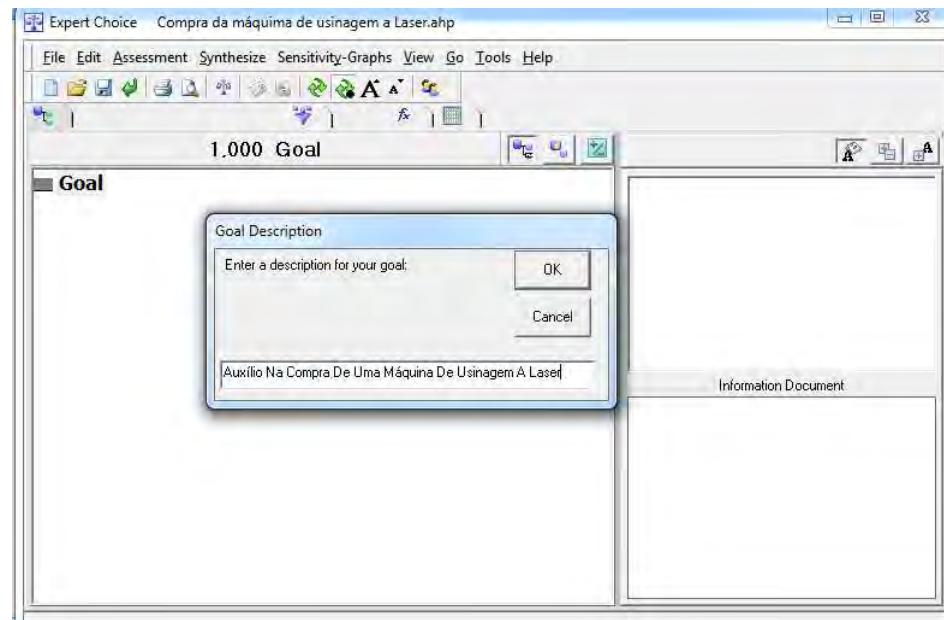 Expert Choice Compra da máquima de usinagem a Laser.ahp
File Edit Assessment Synthesize Sensitivity-Graphs View Go Tools Help
1.000 Goal
Goal
Goal Description
Enter a description for your goal:
OK
Cancel
Auxílio Na Compra De Uma Máquina De Usinagem A Laser
Information Document